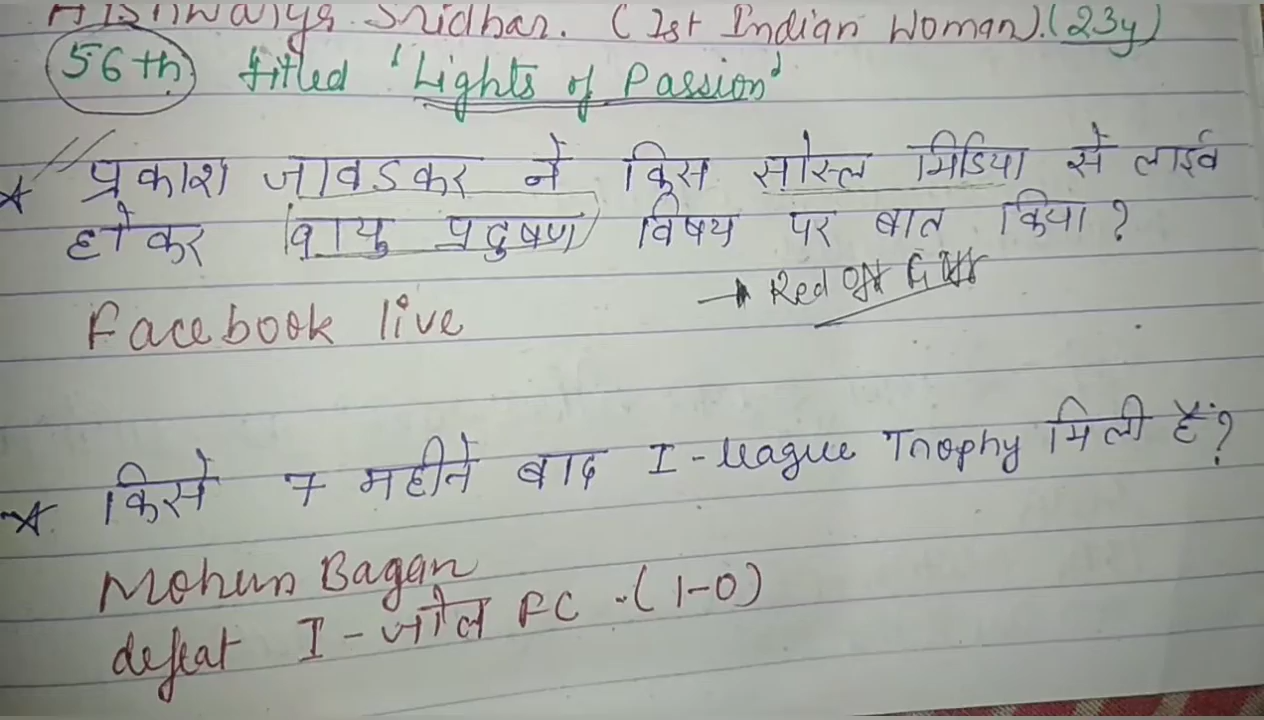 Aishwarya Sridhar. (1st Indian Woman).(23y)
56th titled 'Lights of Passion'
प्रकाश जावडकर ने किस सोस्ल मिडिया से लाईव
होकर (वायु प्रदुषण) विषय पर बात किया?
→ Red
Facebook live
किसे 7 महीने बाद I-league Trophy मिली है?
Mohun Bagan
defeat I-जोल FC .(1-0)